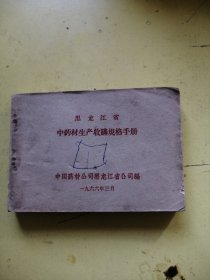 黑龙江省
中药材生产收购规格手册
中国药材公司黑龙江省公司编
一九六六年三月